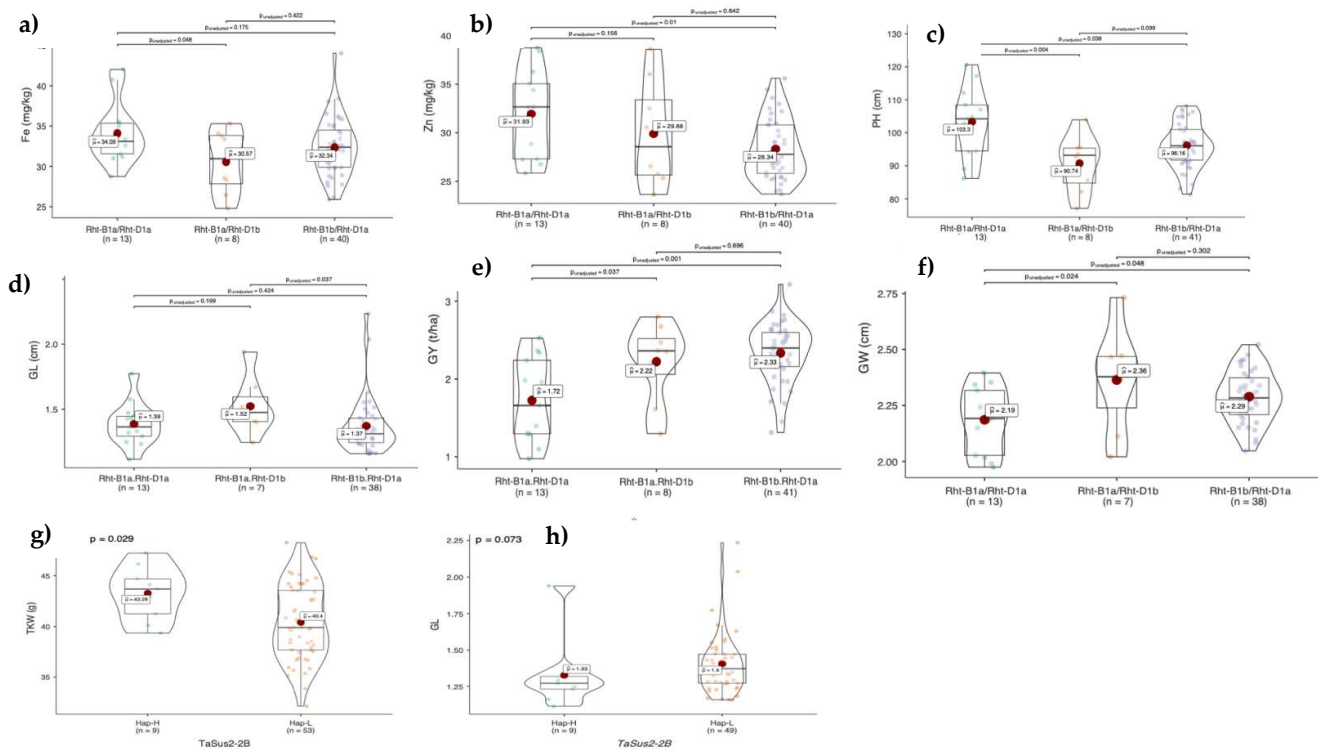 a)
p unadjusted = 0.422
p unadjusted = 0.175
p unadjusted = 0.048
Fe (mg/kg)
40
35
30
25
μ̂ = 34.09
μ̂ = 30.57
μ̂ = 32.34
Rht-B1a/Rht-D1a
(n = 13)
Rht-B1a/Rht-D1b
(n = 8)
Rht-B1b/Rht-D1a
(n = 40)
b)
p unadjusted = 0.642
p unadjusted = 0.01
p unadjusted = 0.156
Zn (mg/kg)
40
35
30
25
μ̂ = 31.93
μ̂ = 29.88
μ̂ = 28.34
Rht-B1a/Rht-D1a
(n = 13)
Rht-B1a/Rht-D1b
(n = 8)
Rht-B1b/Rht-D1a
(n = 40)
c)
p unadjusted = 0.099
p unadjusted = 0.038
p unadjusted = 0.004
PH (cm)
120
110
100
90
80
μ̂ = 103.3
μ̂ = 90.74
μ̂ = 96.16
Rht-B1a/Rht-D1a
13)
Rht-B1a/Rht-D1b
(n = 8)
Rht-B1b/Rht-D1a
(n = 41)
d)
p unadjusted = 0.037
p unadjusted = 0.424
p unadjusted = 0.199
GL (cm)
1.5
μ̂ = 1.39
μ̂ = 1.52
μ̂ = 1.37
Rht-B1a.Rht-D1a
(n = 13)
Rht-B1a.Rht-D1b
(n = 7)
Rht-B1b.Rht-D1a
(n = 38)
e)
p unadjusted = 0.696
p unadjusted = 0.001
p unadjusted = 0.037
GY (t/ha)
3
2
1
μ̂ = 1.72
μ̂ = 2.22
μ̂ = 2.33
Rht-B1a.Rht-D1a
(n = 13)
Rht-B1a.Rht-D1b
(n = 8)
Rht-B1b.Rht-D1a
(n = 41)
f)
p unadjusted = 0.302
p unadjusted = 0.048
p unadjusted = 0.024
GW (cm)
2.75
2.50
2.25
2.00
μ̂ = 2.19
μ̂ = 2.36
μ̂ = 2.29
Rht-B1a/Rht-D1a
(n = 13)
Rht-B1a/Rht-D1b
(n = 7)
Rht-B1b/Rht-D1a
(n = 38)
g)
p = 0.029
TKW (g)
45
40
35
μ̂ = 43.28
μ̂ = 40.4
Hap-H
(n = 9)
Hap-L
(n = 53)
TaSus2-2B
h)
p = 0.073
GL
2.25
2.00
1.75
1.50
1.25
μ̂ = 1.33
μ̂ = 1.4
Hap-H
(n = 9)
Hap-L
(n = 49)
TaSus2-2B